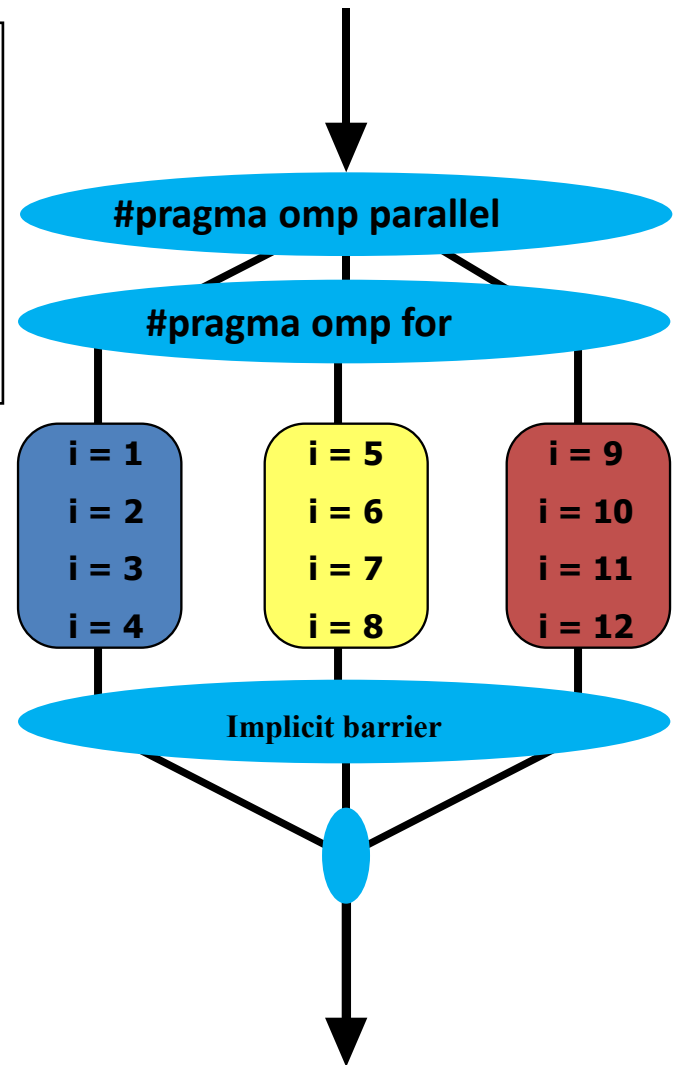 #pragma omp parallel
#pragma omp for
i = 1
i = 2
i = 3
i = 4
i = 5
i = 6
i = 7
i = 8
i = 9
i = 10
i = 11
i = 12
Implicit barrier